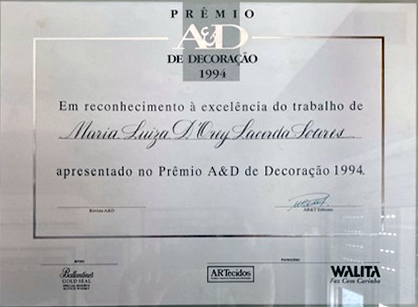 PRÊMIO
A&D
DE DECORAÇÃO
1994
Em reconhecimento à excelência do trabalho de
Maria Luiza D'Orey Lacerda Soares
apresentado no Prêmio A&D de Decoração 1994.
Revista A&D
Ballantine's
GOLD SEAL
ARTecidos
WALITA
Faz Com Carinho